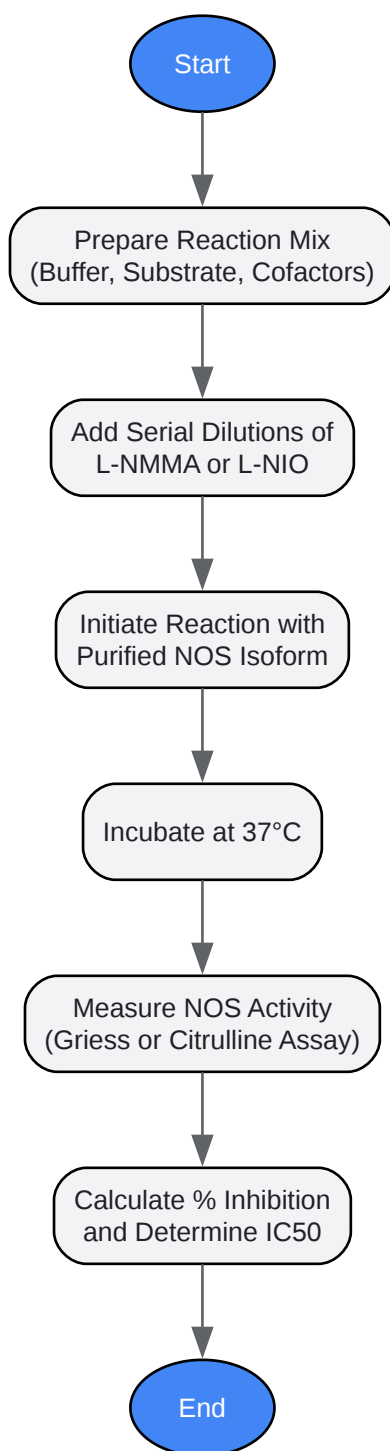 Start
Prepare Reaction Mix
(Buffer, Substrate, Cofactors)
Add Serial Dilutions of
L-NMMA or L-NIO
Initiate Reaction with
Purified NOS Isoform
Incubate at 37°C
Measure NOS Activity
(Griess or Citrulline Assay)
Calculate % Inhibition
and Determine IC50
End